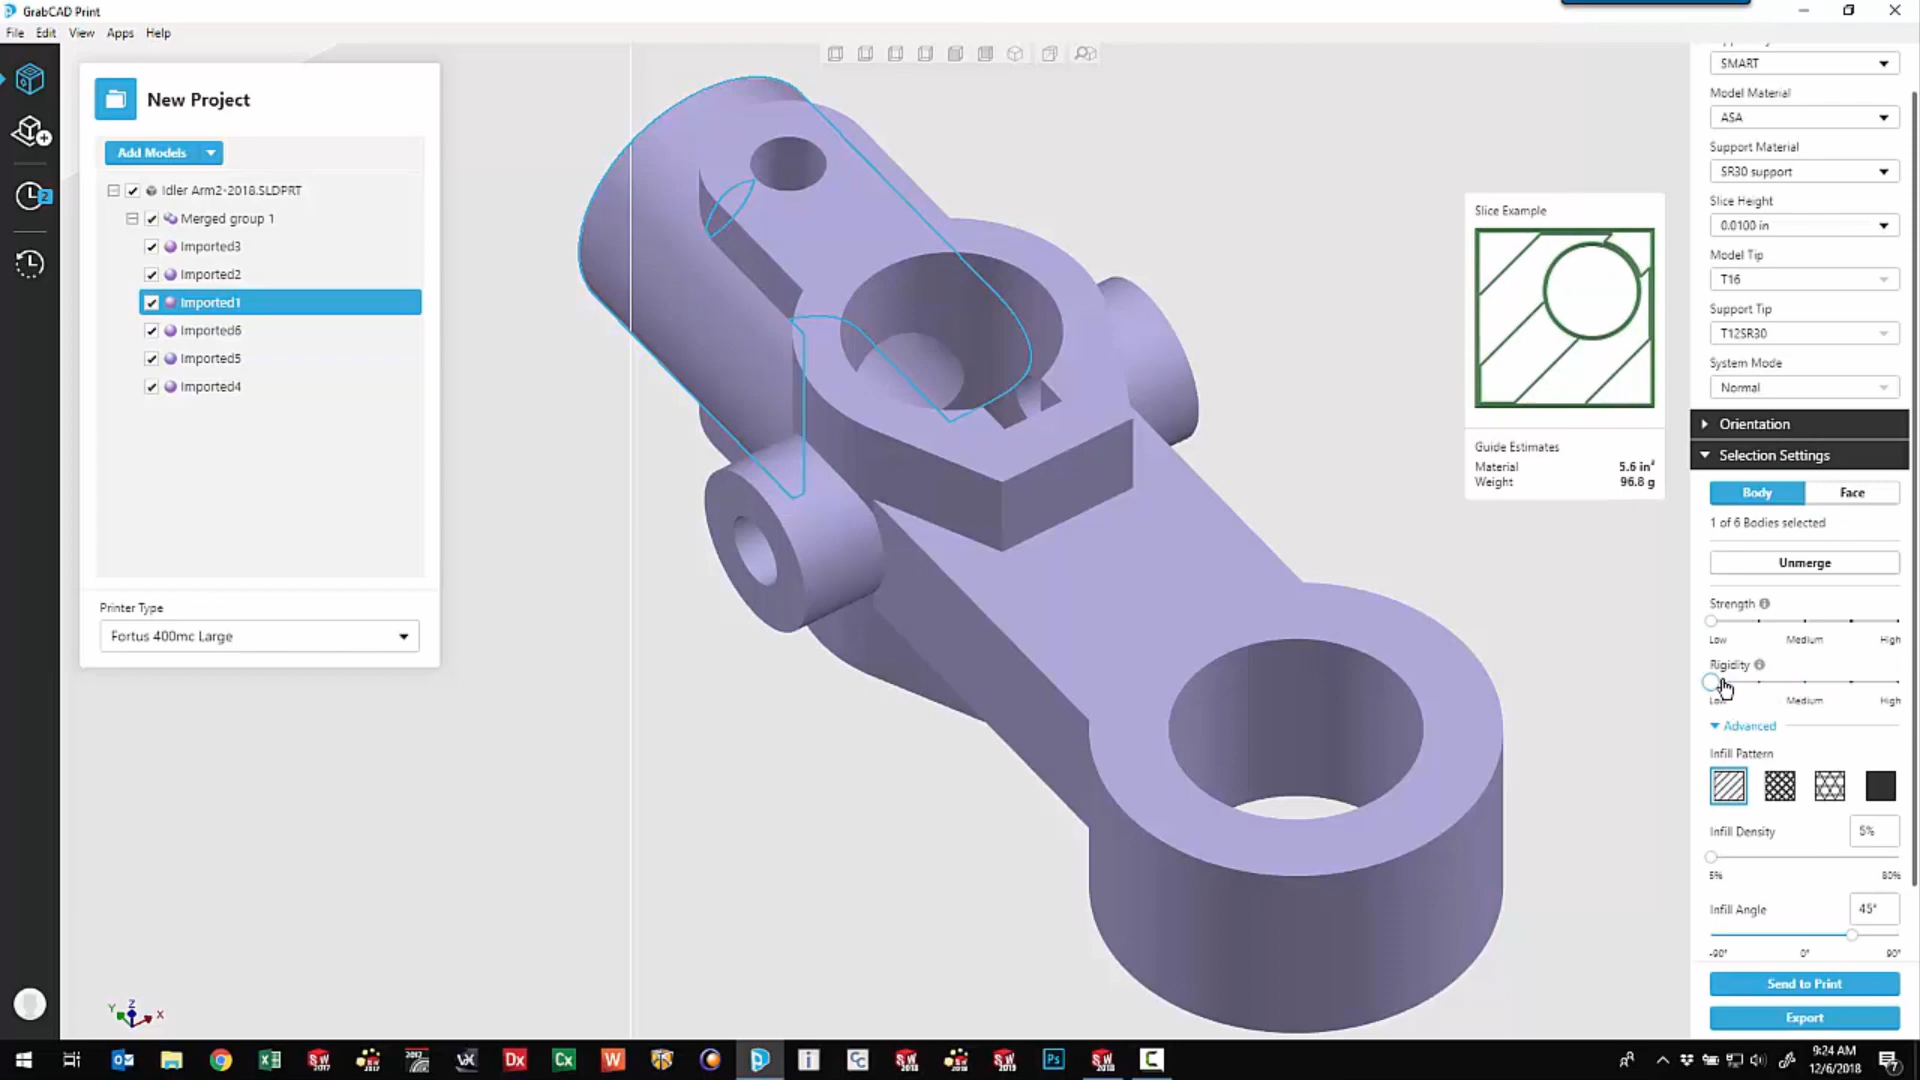 GrabCAD Print
File Edit View Apps Help
New Project
Add Models
Idler Arm2-2018.SLDPRT
Merged group 1
Imported3
Imported2
Imported1
Imported6
Imported5
Imported4
Printer Type
Fortus 400mc Large
2
Slice Example
Guide Estimates
Material 5.6 in³
Weight 96.8 g
SMART
Model Material
ASA
Support Material
SR30 support
Slice Height
0.0100 in
Model Tip
T16
Support Tip
T12SR30
System Mode
Normal
Orientation
Selection Settings
Body Face
1 of 6 Bodies selected
Unmerge
Strength
Low Medium High
Rigidity
Low Medium High
Advanced
Infill Pattern
Infill Density 5%
5% 80%
Infill Angle 45°
-90° 0° 90°
Send to Print
Export
Y Z X
9:24 AM
12/6/2018